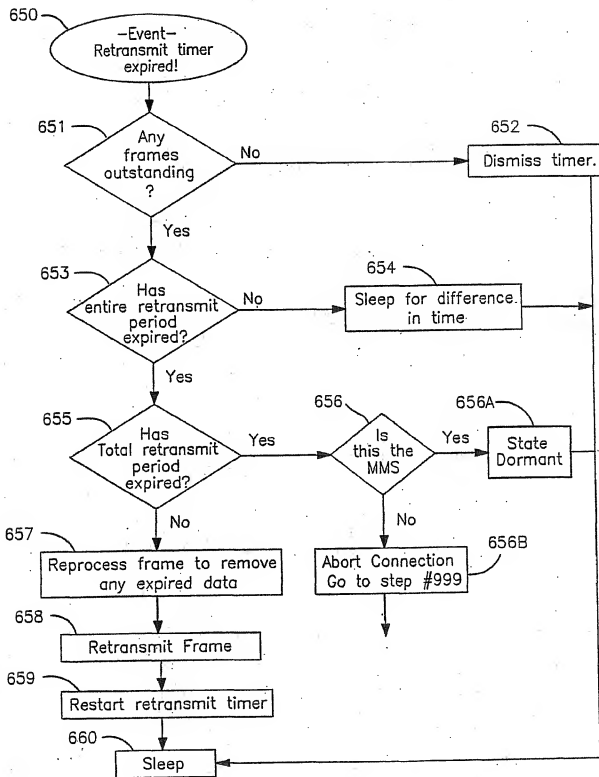 650
-Event-
Retransmit timer
expired!
651
Any
frames
outstanding
?
No
652
Dismiss timer.
Yes
653
Has
entire retransmit
period
expired?
No
654
Sleep for difference
in time
Yes
655
Has
Total retransmit
period
expired?
Yes
656
Is
this the
MMS
Yes
656A
State
Dormant
No
No
657
Reprocess frame to remove
any expired data
656B
Abort Connection
Go to step #999
658
Retransmit Frame
659
Restart retransmit timer
660
Sleep